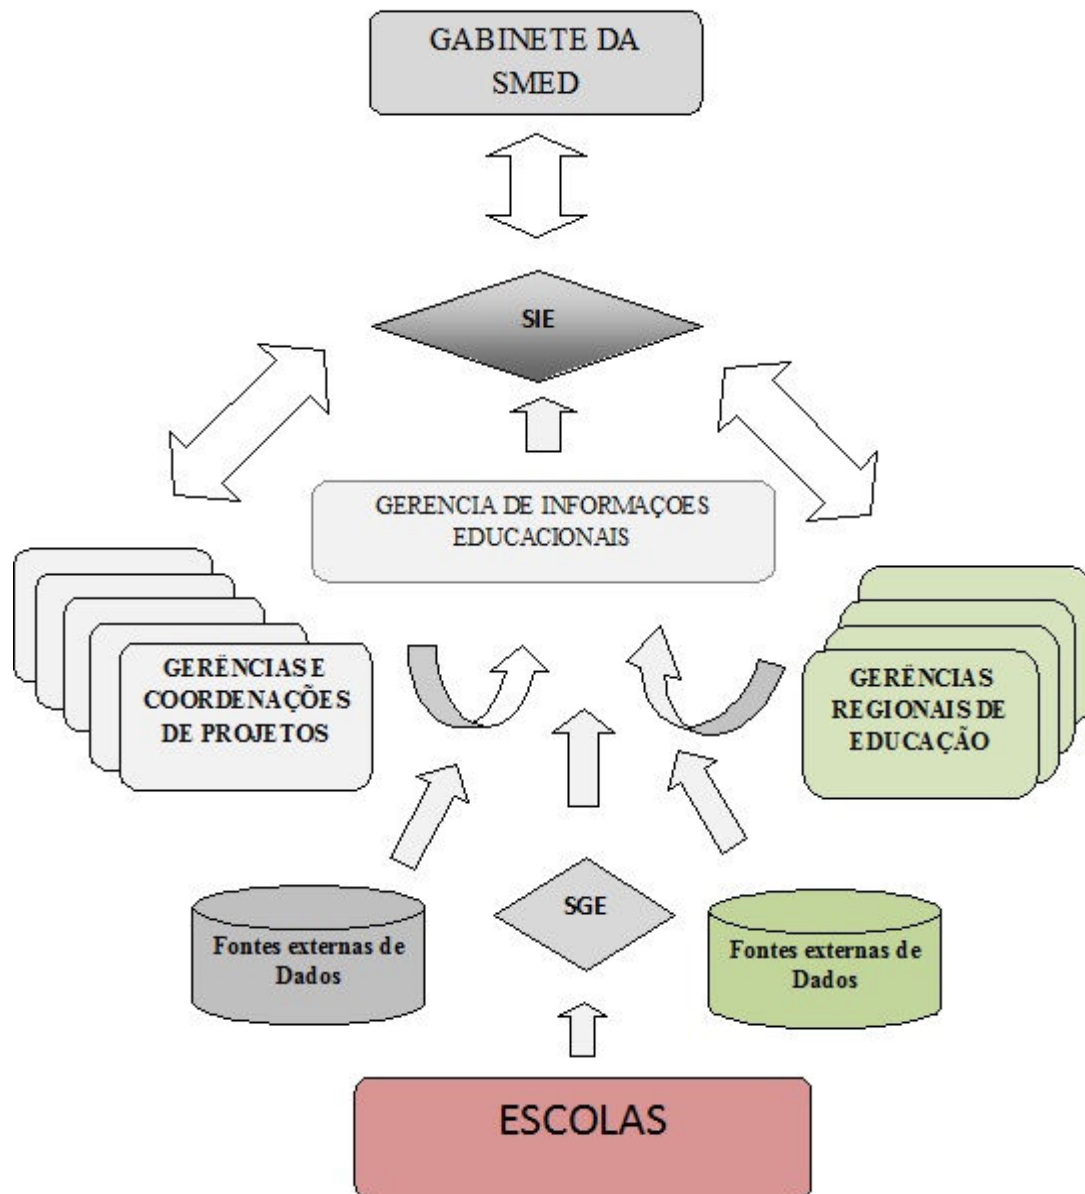 GABINETE DA
SMED
SIE
GERENCIA DE INFORMAÇOES
EDUCACIONAIS
GERÊNCIAS E
COORDENAÇÕES
DE PROJETOS
GERÊNCIAS
REGIONAIS DE
EDUCAÇÃO
SGE
Fontes externas de
Dados
Fontes externas de
Dados
ESCOLAS